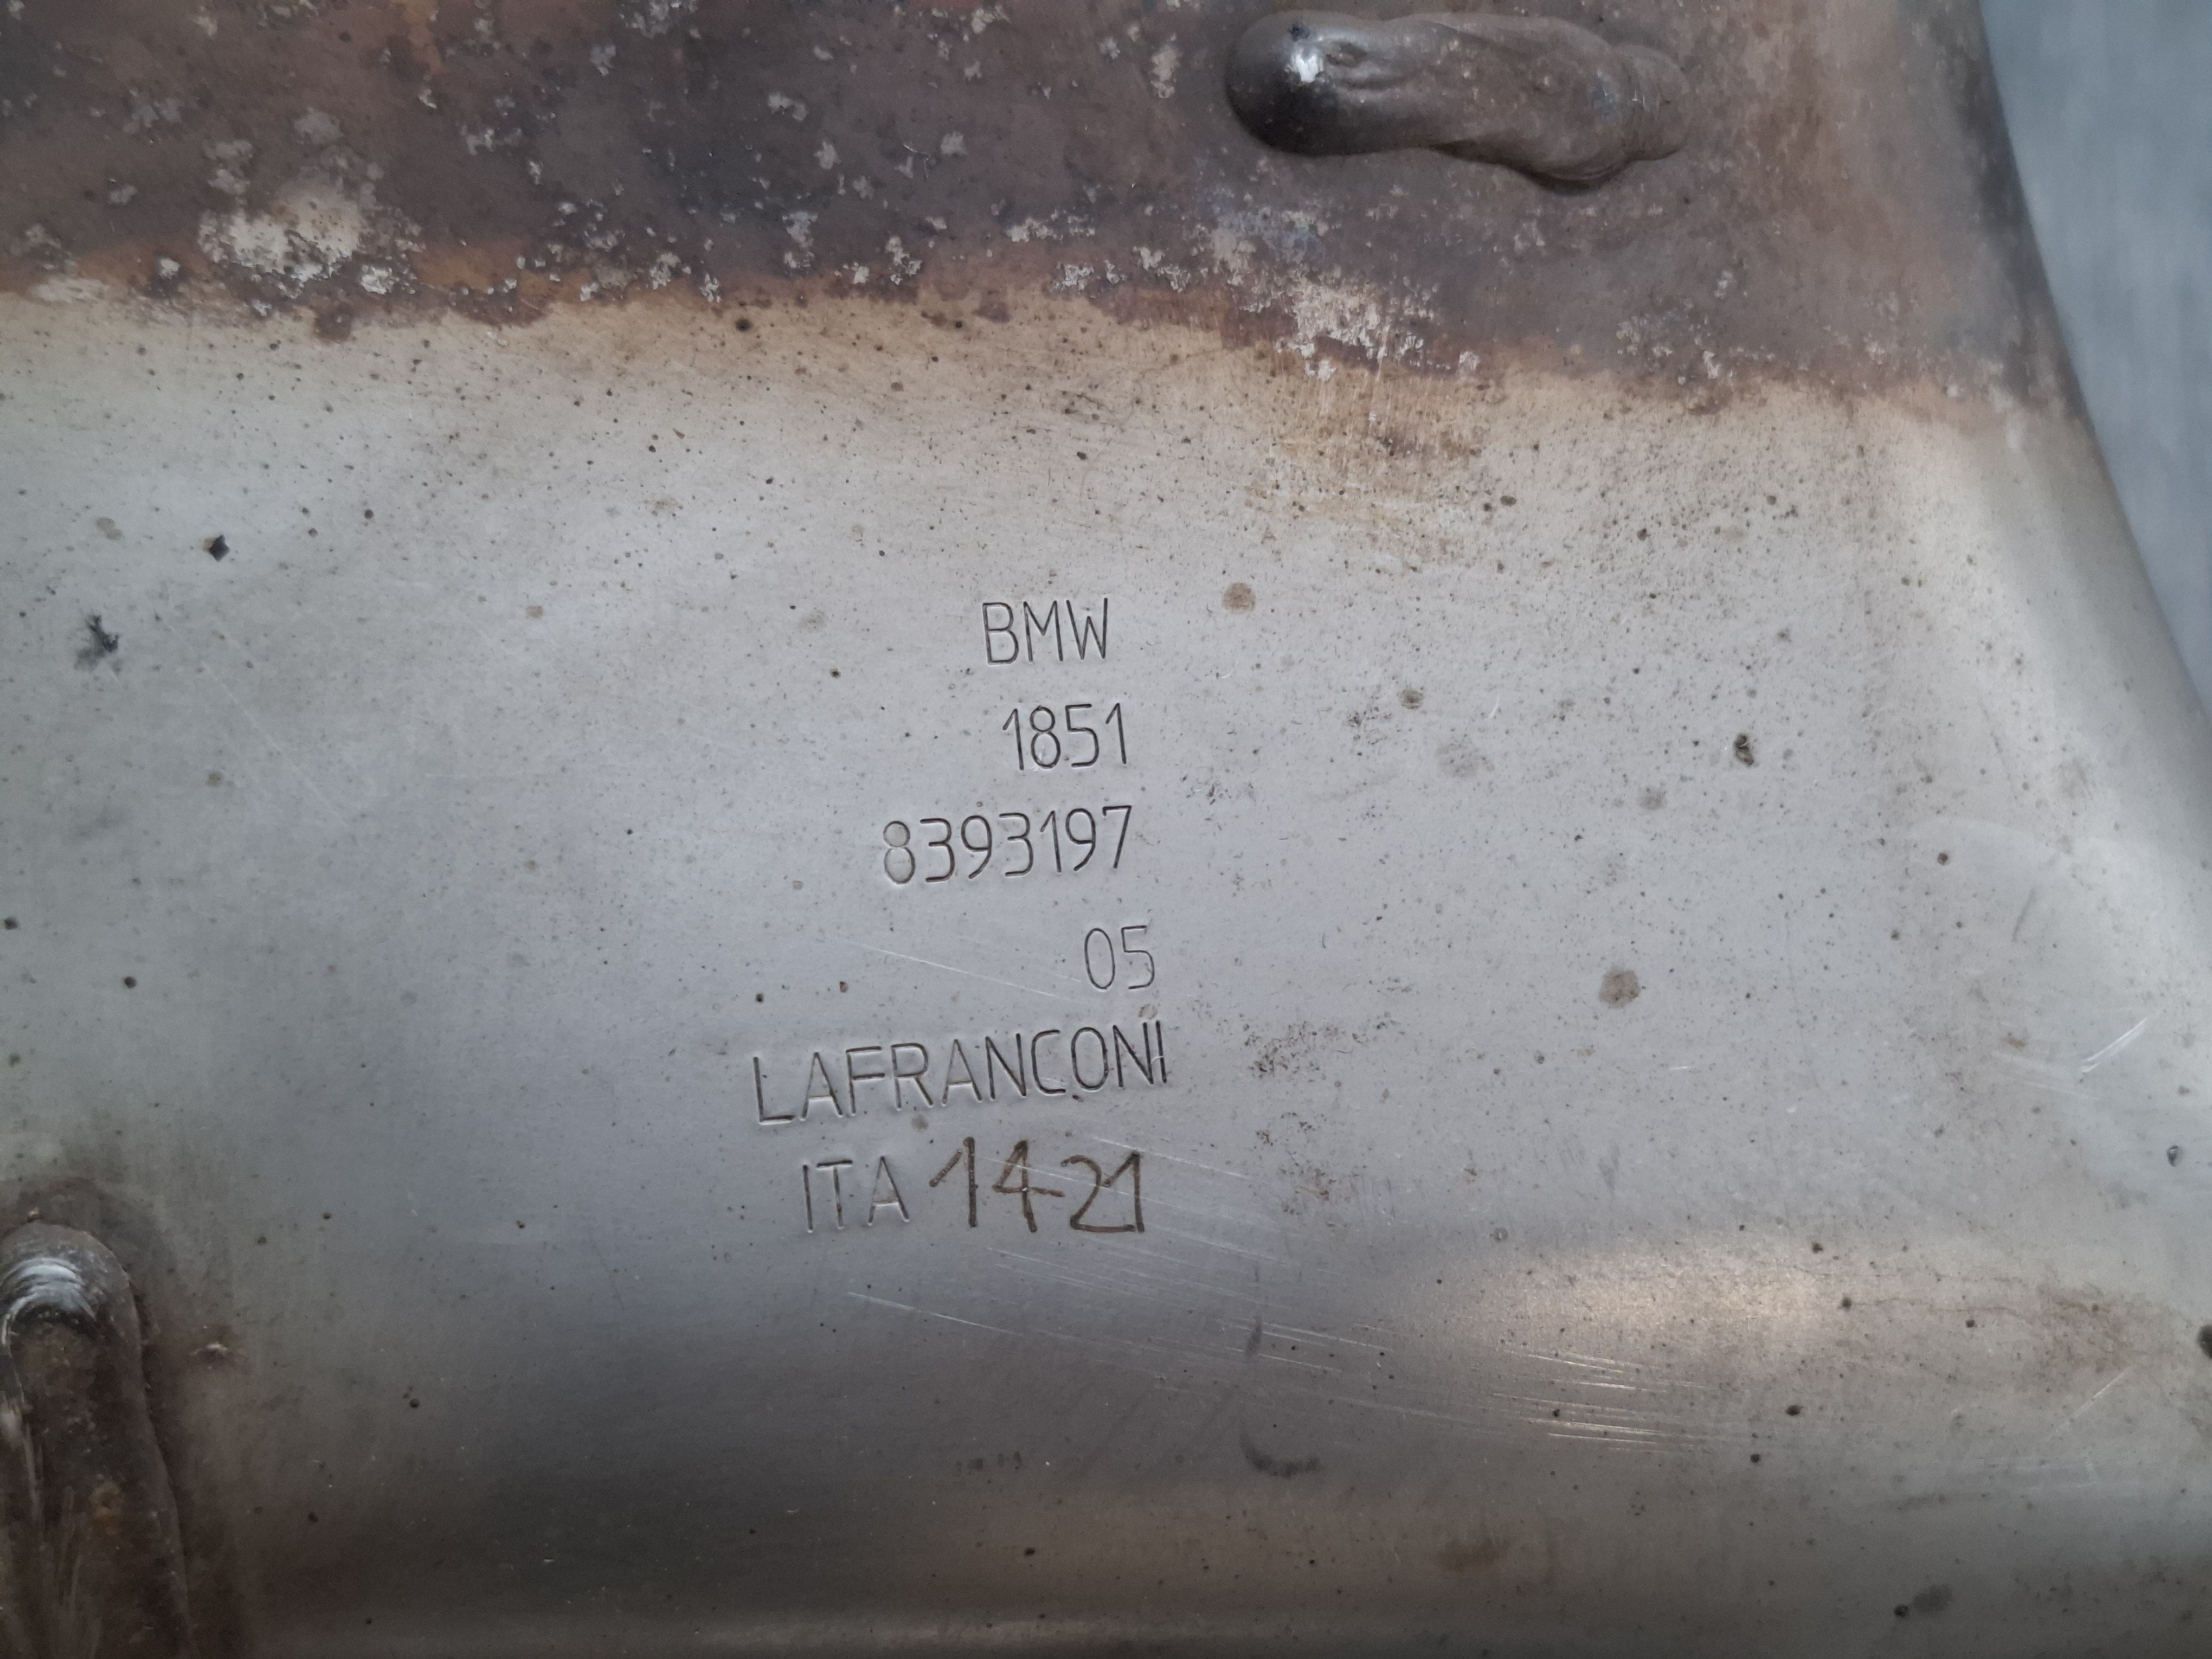 BMW
1851
8393197
05
LAFRANCONI
ITA 14-21